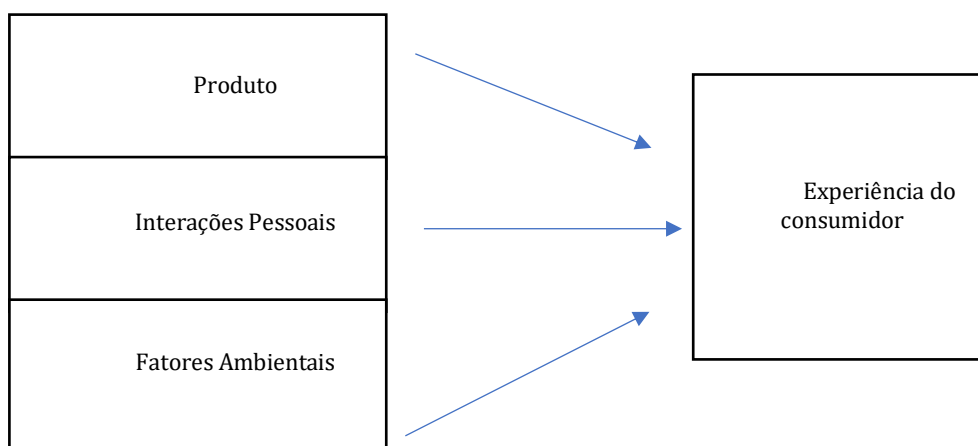 Produto
Interações Pessoais
Fatores Ambientais
Experiência do
consumidor